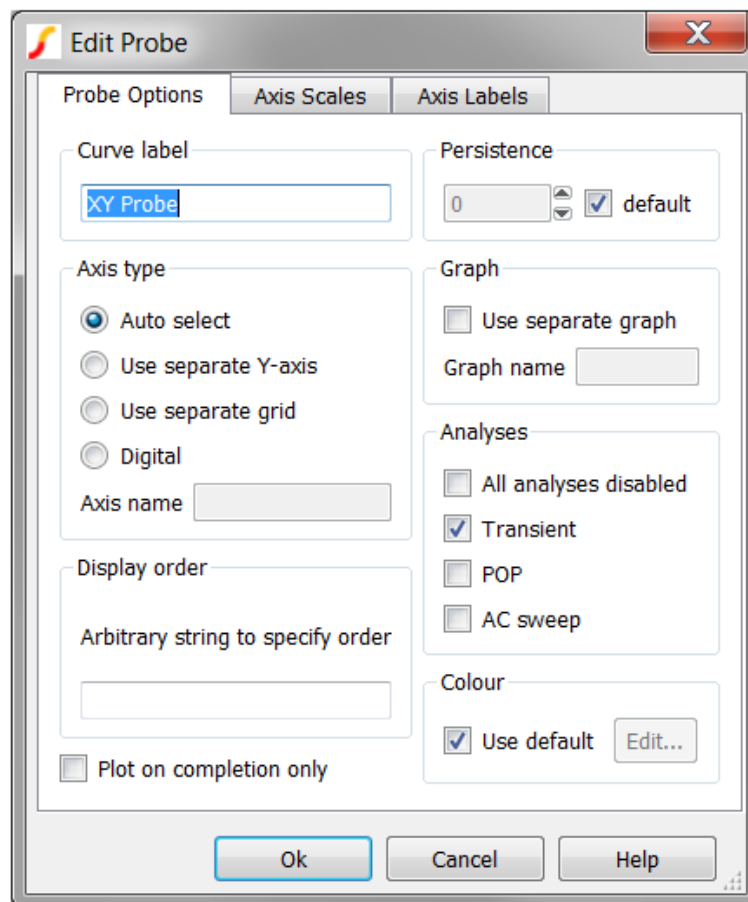 Edit Probe
Probe Options
Axis Scales
Axis Labels
Curve label
XY Probe
Persistence
0
default
Axis type
Auto select
Use separate Y-axis
Use separate grid
Digital
Axis name
Graph
Use separate graph
Graph name
Analyses
All analyses disabled
Transient
POP
AC sweep
Display order
Arbitrary string to specify order
Colour
Use default
Edit...
Plot on completion only
Ok
Cancel
Help